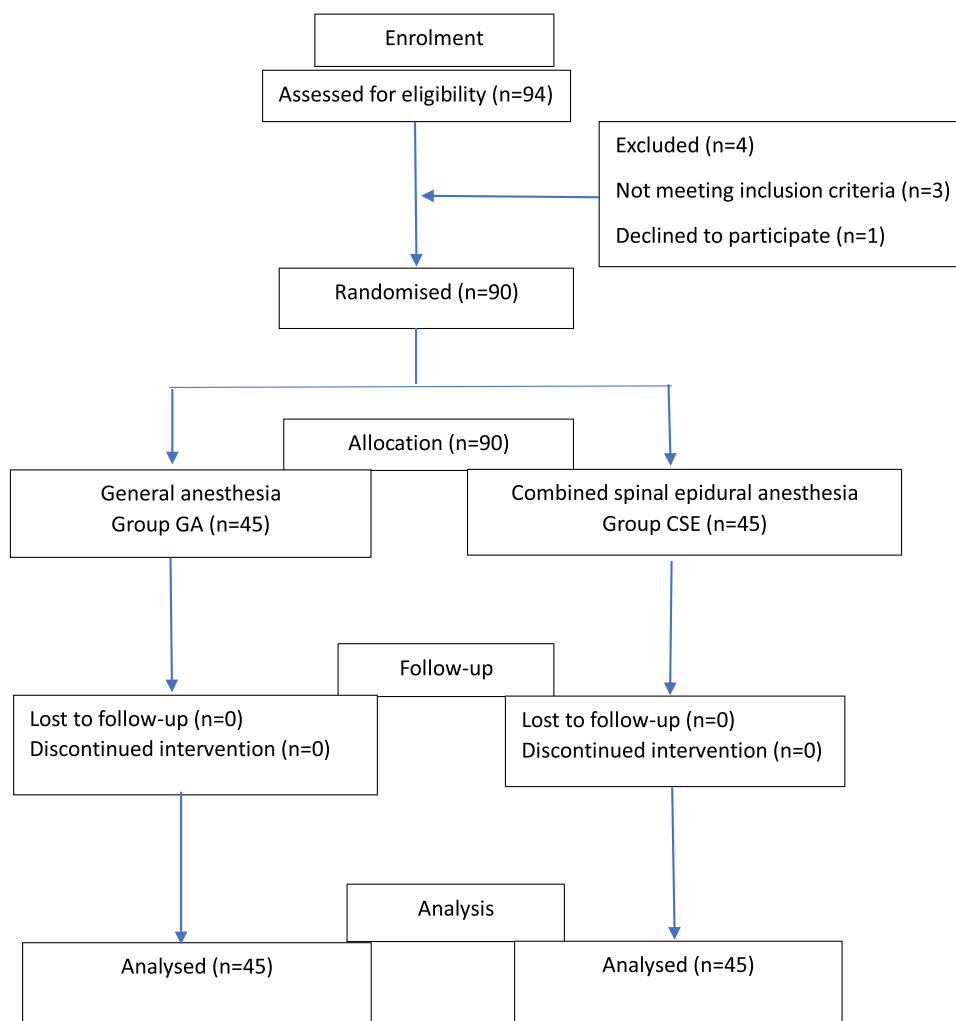 Enrolment
Assessed for eligibility (n=94)
Excluded (n=4)
Not meeting inclusion criteria (n=3)
Declined to participate (n=1)
Randomised (n=90)
Allocation (n=90)
General anesthesia
Group GA (n=45)
Combined spinal epidural anesthesia
Group CSE (n=45)
Follow-up
Lost to follow-up (n=0)
Discontinued intervention (n=0)
Lost to follow-up (n=0)
Discontinued intervention (n=0)
Analysis
Analysed (n=45)
Analysed (n=45)